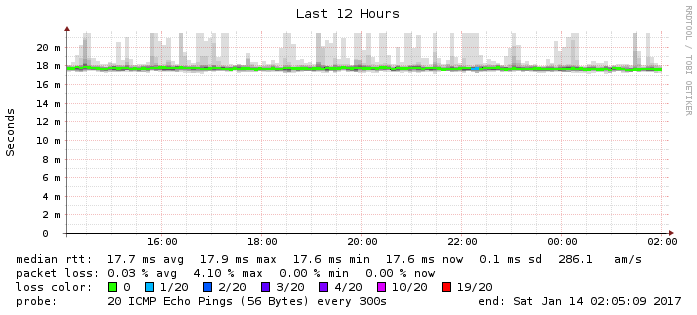 Last 12 Hours
RRDTOOL / TOBI OETIKER
Seconds
20 m
18 m
16 m
14 m
12 m
10 m
8 m
6 m
4 m
2 m
0
16:00 18:00 20:00 22:00 00:00 02:00
median rtt: 17.7 ms avg 17.9 ms max 17.6 ms min 17.6 ms now 0.1 ms sd 286.1 am/s
packet loss: 0.03 % avg 4.10 % max 0.00 % min 0.00 % now
loss color: 0 1/20 2/20 3/20 4/20 10/20 19/20
probe: 20 ICMP Echo Pings (56 Bytes) every 300s end: Sat Jan 14 02:05:09 2017